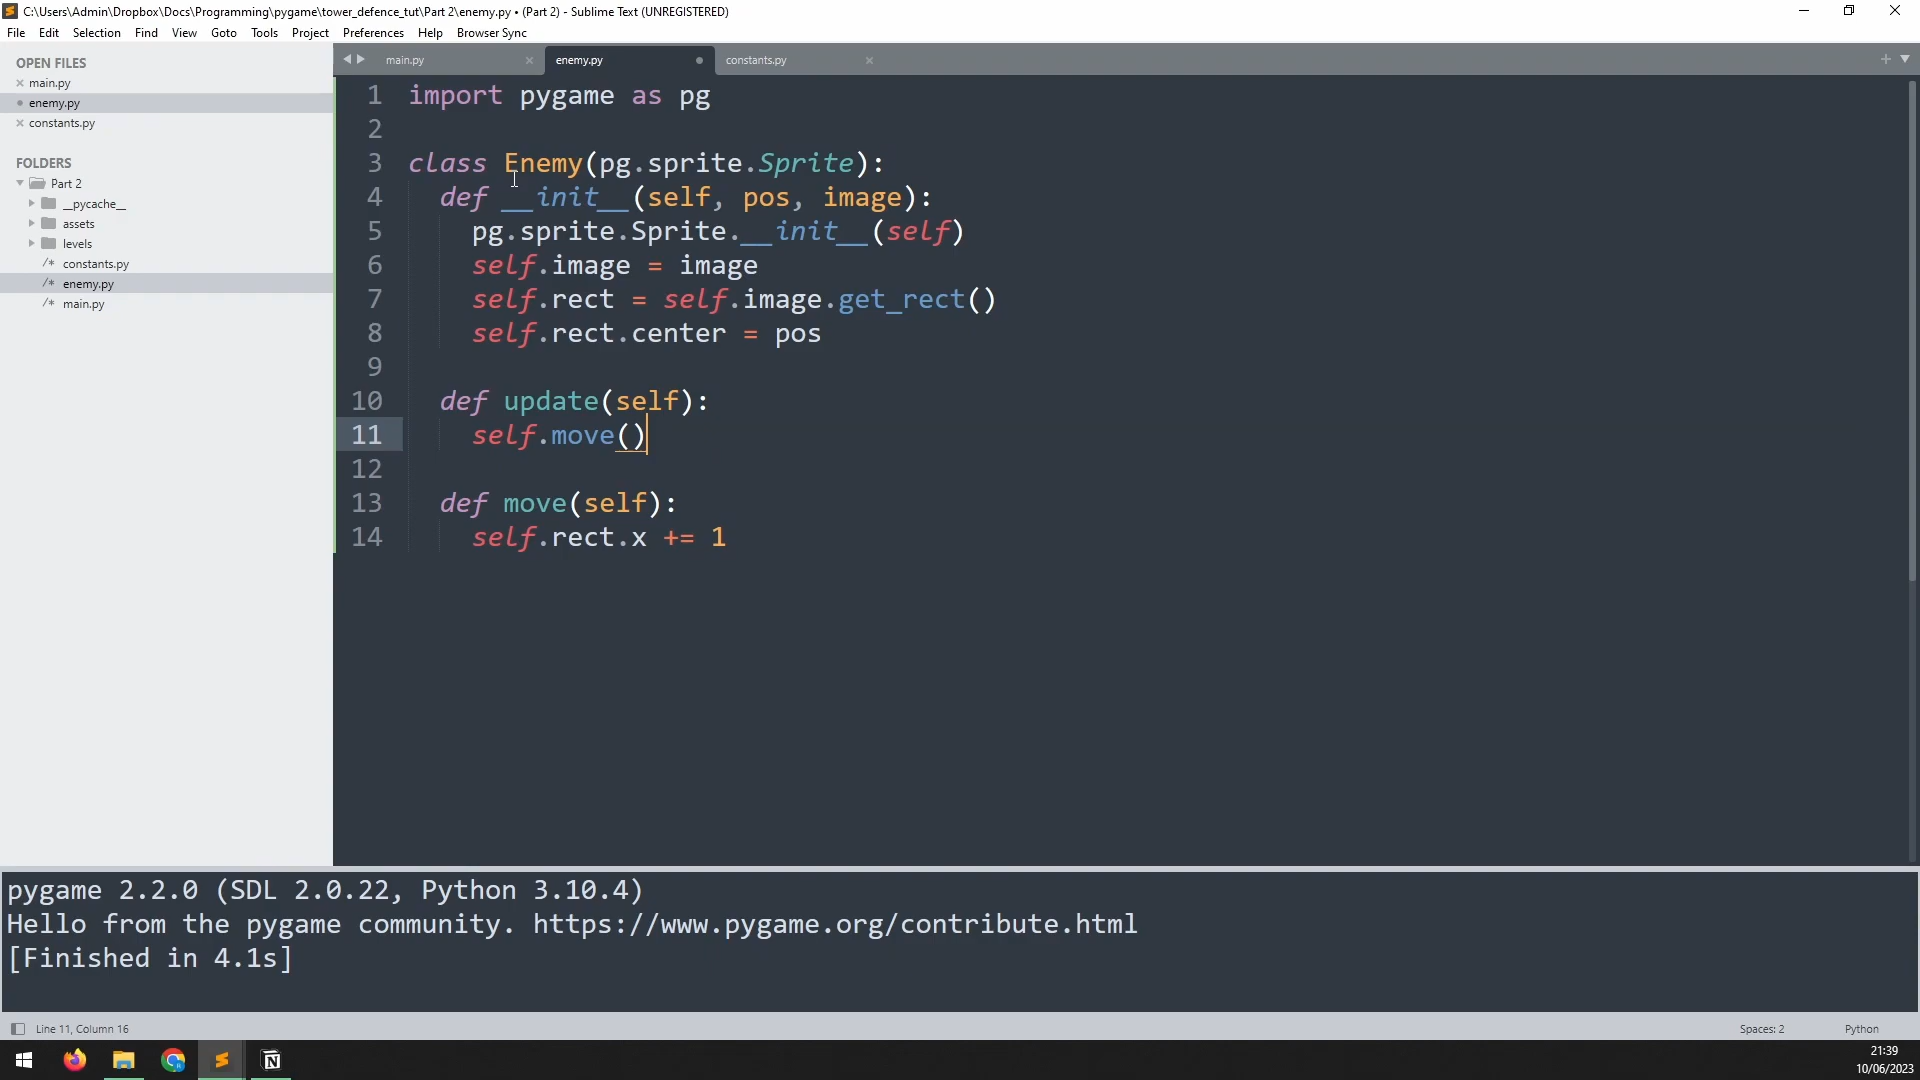 C:\Users\Admin\Dropbox\Docs\Programming\pygame\tower_defence_tut\Part 2\enemy.py • (Part 2) - Sublime Text (UNREGISTERED)
File Edit Selection Find View Goto Tools Project Preferences Help Browser Sync
OPEN FILES
main.py
enemy.py
constants.py
FOLDERS
Part 2
__pycache__
assets
levels
/* constants.py
/* enemy.py
/* main.py
main.py enemy.py constants.py
1 import pygame as pg
2
3 class Enemy(pg.sprite.Sprite):
4 def __init__(self, pos, image):
5 pg.sprite.Sprite.__init__(self)
6 self.image = image
7 self.rect = self.image.get_rect()
8 self.rect.center = pos
9
10 def update(self):
11 self.move()
12
13 def move(self):
14 self.rect.x += 1
pygame 2.2.0 (SDL 2.0.22, Python 3.10.4)
Hello from the pygame community. https://www.pygame.org/contribute.html
[Finished in 4.1s]
Line 11, Column 16 Spaces: 2 Python
21:39
10/06/2023